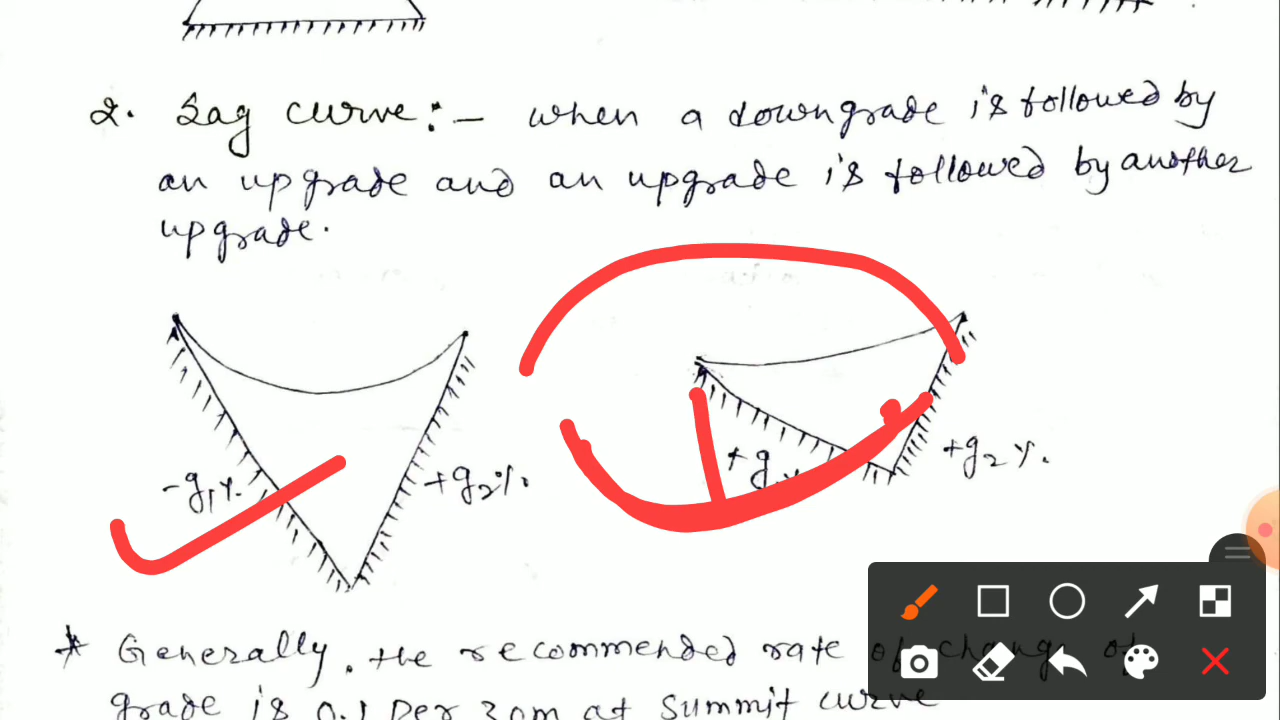 2. Sag curve:- when a downgrade is followed by
an upgrade and an upgrade is followed by another
upgrade.
-g1%. +g2%. +g +g2%.
* Generally, the recommended rate of change of
grade is 0.1 per 30m at summit curve